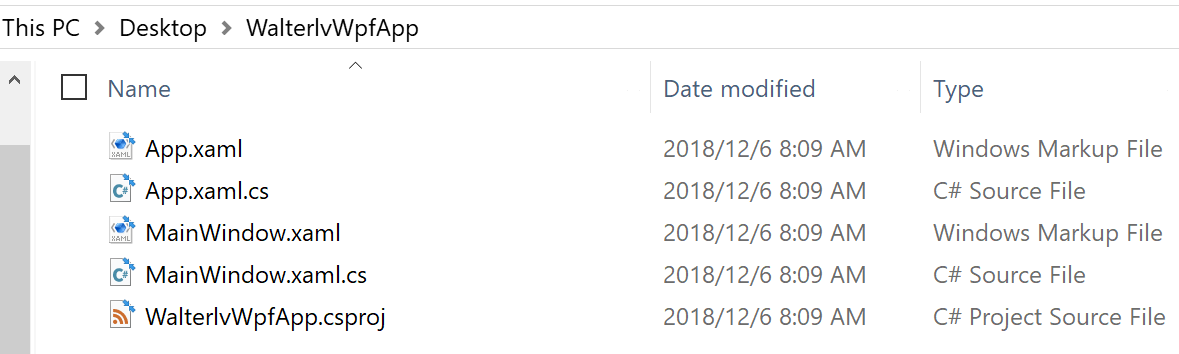 This PC > Desktop > WalterlvWpfApp
Name Date modified Type
App.xaml 2018/12/6 8:09 AM Windows Markup File
App.xaml.cs 2018/12/6 8:09 AM C# Source File
MainWindow.xaml 2018/12/6 8:09 AM Windows Markup File
MainWindow.xaml.cs 2018/12/6 8:09 AM C# Source File
WalterlvWpfApp.csproj 2018/12/6 8:09 AM C# Project Source File